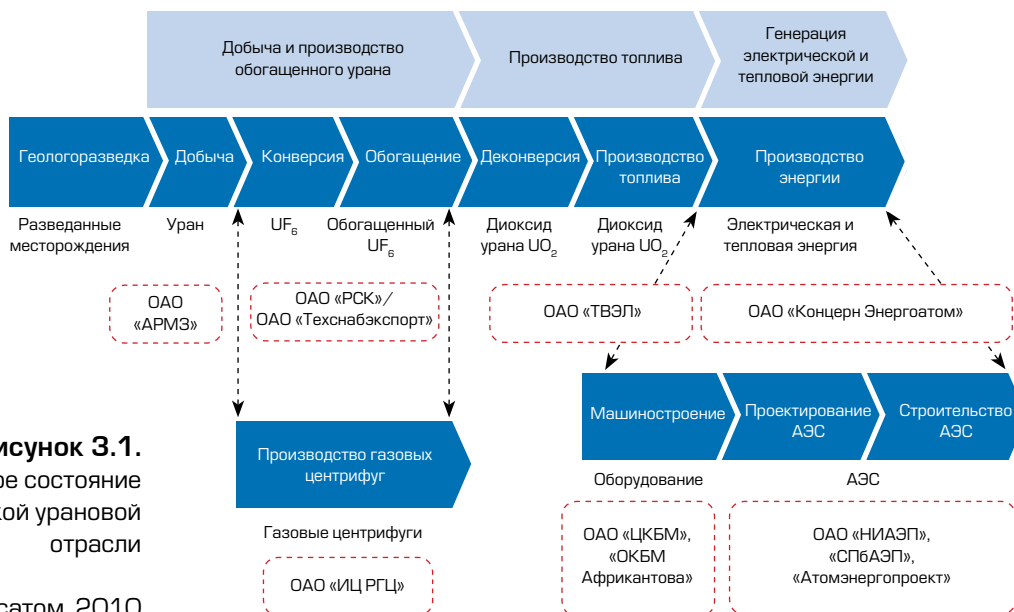 Добыча и производство
обогащенного урана
Производство топлива
Генерация
электрической и
тепловой энергии
Геологоразведка
Добыча
Конверсия
Обогащение
Деконверсия
Производство
топлива
Производство
энергии
Разведанные
месторождения
Уран
UF₆
Обогащенный
UF₆
Диоксид
урана UO₂
Диоксид
урана UO₂
Электрическая и
тепловая энергия
ОАО
«АРМЗ»
ОАО «РСК»/
ОАО «Техснабэкспорт»
ОАО «ТВЭЛ»
ОАО «Концерн Энергоатом»
Машиностроение
Проектирование
АЭС
Строительство
АЭС
Производство газовых
центрифуг
Оборудование
АЭС
Газовые центрифуги
ОАО «ЦКБМ»,
«ОКБМ
Африкантова»
ОАО «НИАЭП»,
«СПбАЭП»,
«Атомэнергопроект»
ОАО «ИЦ РГЦ»
исунок 3.1.
ое состояние
кой урановой
отрасли
сатом, 2010